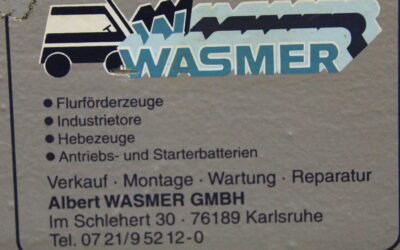 W
WASMER
• Flurförderzeuge
• Industrietore
• Hebezeuge
• Antriebs- und Starterbatterien
Verkauf · Montage · Wartung · Reparatur
Albert WASMER GMBH
Im Schlehert 30 · 76189 Karlsruhe
Tel. 07 21/9 52 12-0